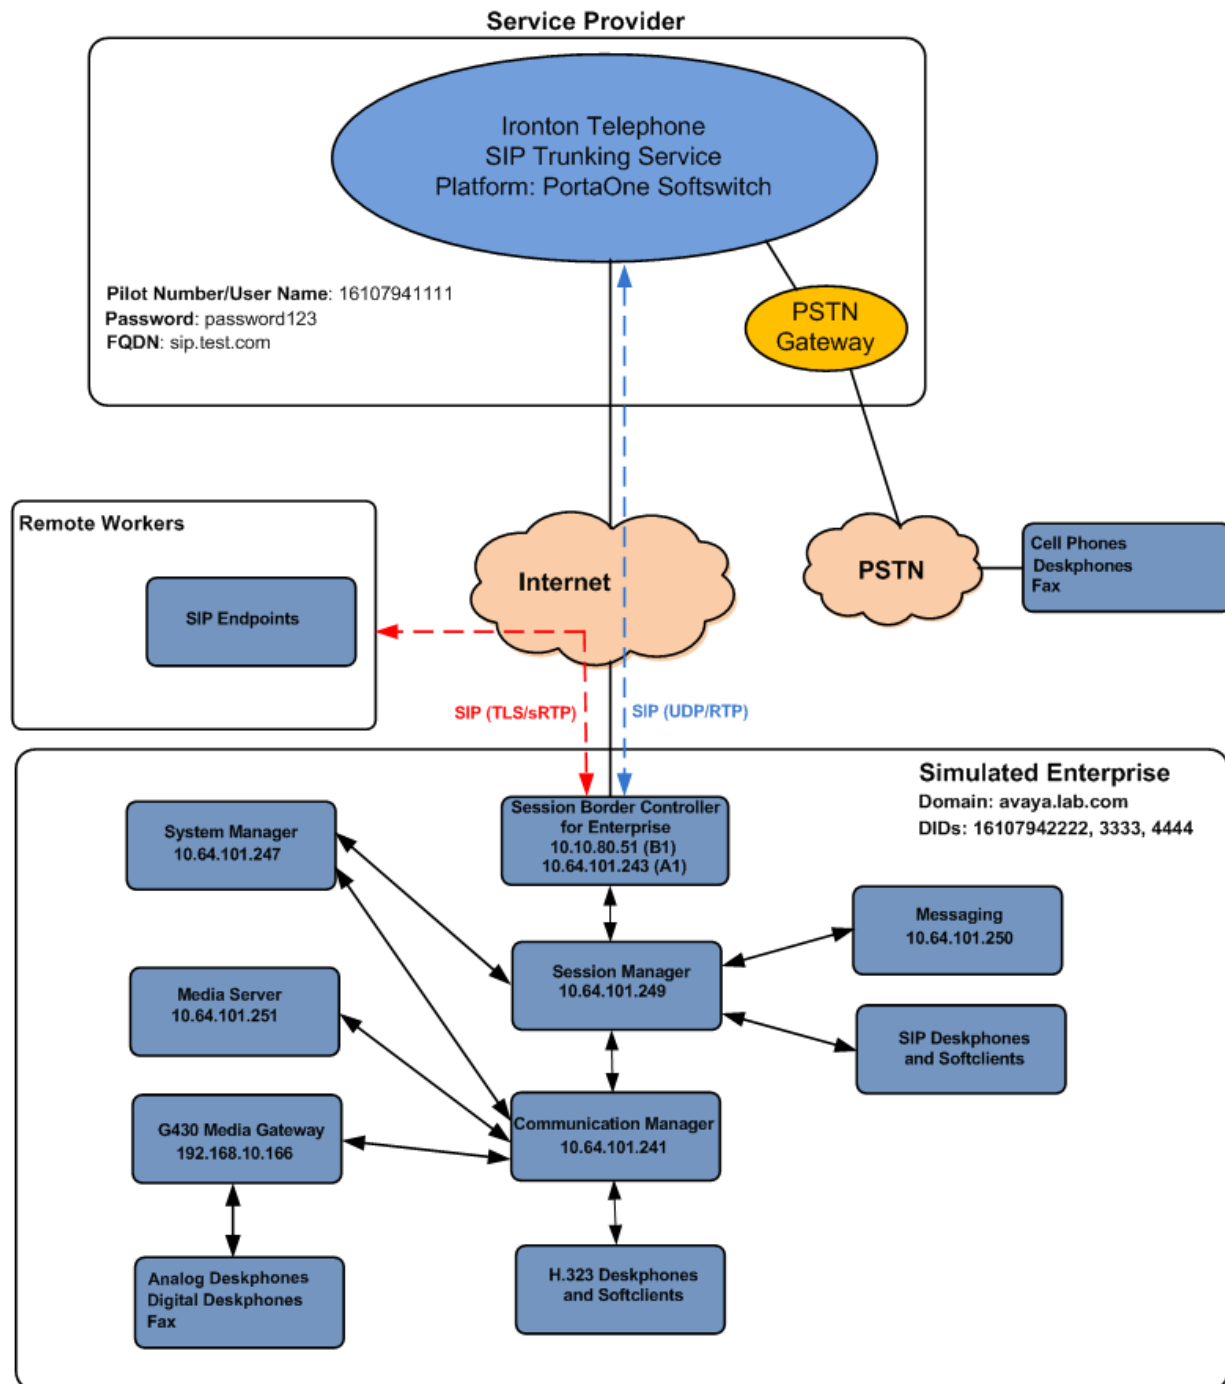 Service Provider
Ironton Telephone
SIP Trunking Service
Platform: PortaOne Softswitch
Pilot Number/User Name: 16107941111
Password: password123
FQDN: sip.test.com
PSTN
Gateway
Remote Workers
SIP Endpoints
Internet
PSTN
Cell Phones
Deskphones
Fax
SIP (TLS/sRTP)
SIP (UDP/RTP)
Simulated Enterprise
Domain: avaya.lab.com
DIDs: 16107942222, 3333, 4444
Session Border Controller
for Enterprise
10.10.80.51 (B1)
10.64.101.243 (A1)
System Manager
10.64.101.247
Messaging
10.64.101.250
Session Manager
10.64.101.249
Media Server
10.64.101.251
SIP Deskphones
and Softclients
G430 Media Gateway
192.168.10.166
Communication Manager
10.64.101.241
Analog Deskphones
Digital Deskphones
Fax
H.323 Deskphones
and Softclients